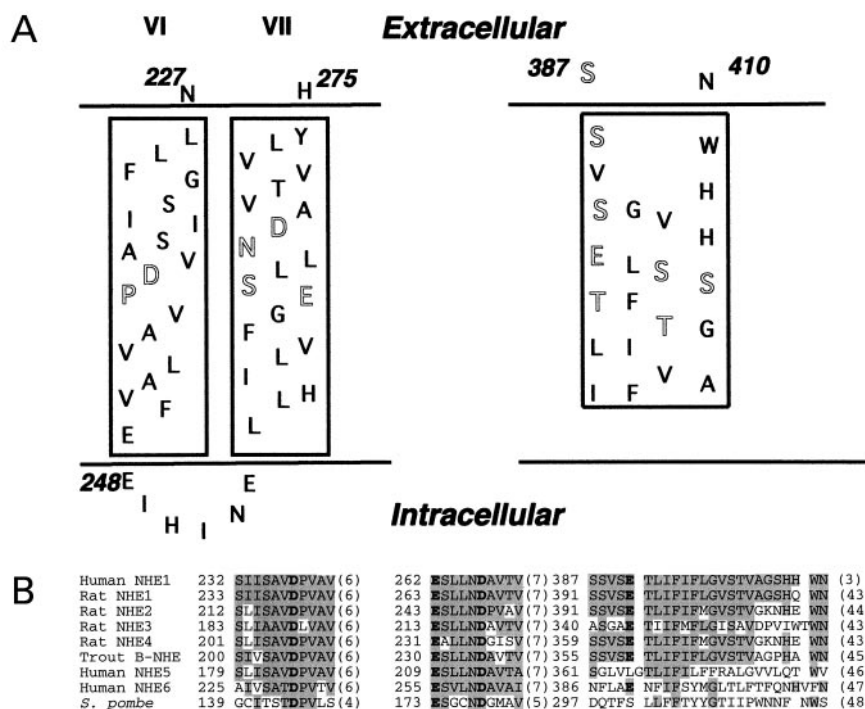 A
VI VII Extracellular
227 N H 275 387 S N 410
F L L
I S G
A S I
P D V
V A V
V A L
E F
V L Y
V T V
N D A
S L L
F G E
I L V
L L H
S W
V G V H
S L S H
E F T S
T I V G
L F A
I
248 E I H I N E
Intracellular
B
Human NHE1 232 SIISAVDPVAV(6) 262 ESLLNDAVTV(7) 387 SSVSE TLIFIFLGVSTVAGSHH WN (3)
Rat NHE1 233 SIISAVDPVAV(6) 263 ESLLNDAVTV(7) 391 SSVSE TLIFIFLGVSTVAGSHQ WN (43
Rat NHE2 212 SLISAVDPVAV(6) 243 ESLLNDPVAV(7) 391 SSVSE TLIFIFMGVSTVGKNHE WN (44
Rat NHE3 183 SLIAAVDLVAV(6) 213 ESLLNDAVTV(7) 340 ASGAE TIIFMFLGISAVDPVIWTWN(43
Rat NHE4 201 SLISAVDPVAV(6) 231 EALLNDGISV(7) 359 SSVSE TLIFIFMGVSTVGKNHE WN (43
Trout B-NHE 200 SIVSAVDPVAV(6) 230 ESLLNDAVTV(7) 355 SSVSE TLIFIFLGVSTVAGPHA WN (45
Human NHE5 179 SLISAVDPVAV(6) 209 ESLLNDAVTV(7) 361 SGLVLGTLIFILFFRALGVVLQT WV (46
Human NHE6 225 AIVSATDPVTV(6) 255 ESVLNDAVAI(7) 386 NFLAE NFIFSYMGLTLFTFQNHVFN (47
S. pombe 139 GCITSTDPVLS(4) 173 ESGCNDGMAV(5) 297 DQTFS LLFFTYYGTIIPWNNF NWS (48